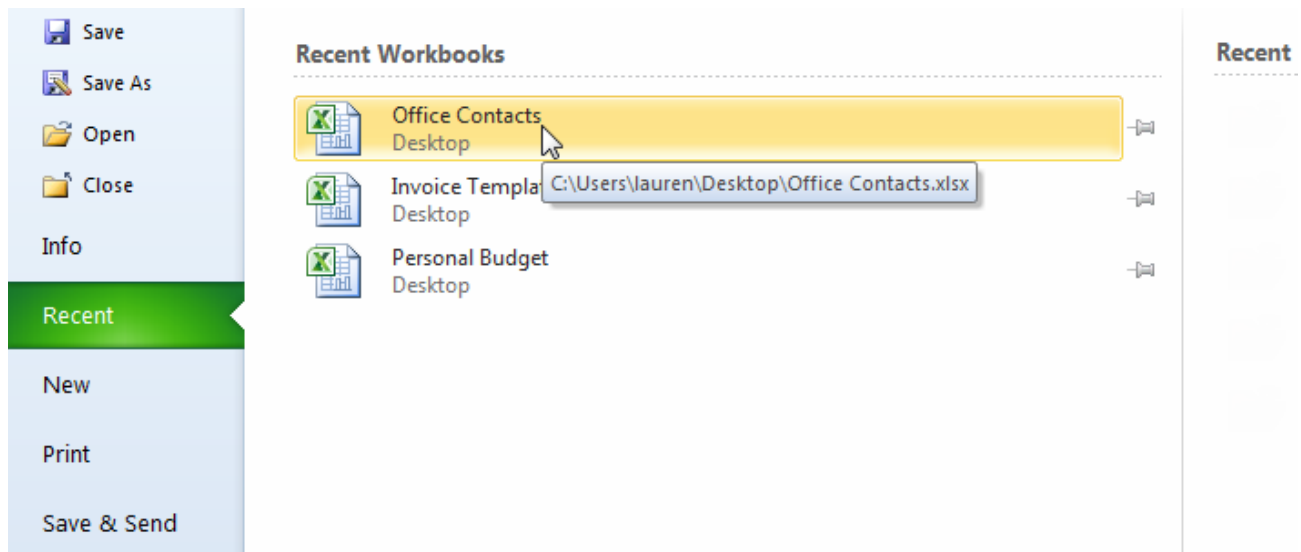 Save
Save As
Open
Close
Info
Recent
New
Print
Save & Send
Recent Workbooks
Office Contacts
Desktop
C:\Users\lauren\Desktop\Office Contacts.xlsx
Invoice
Desktop
Personal Budget
Desktop
Recent